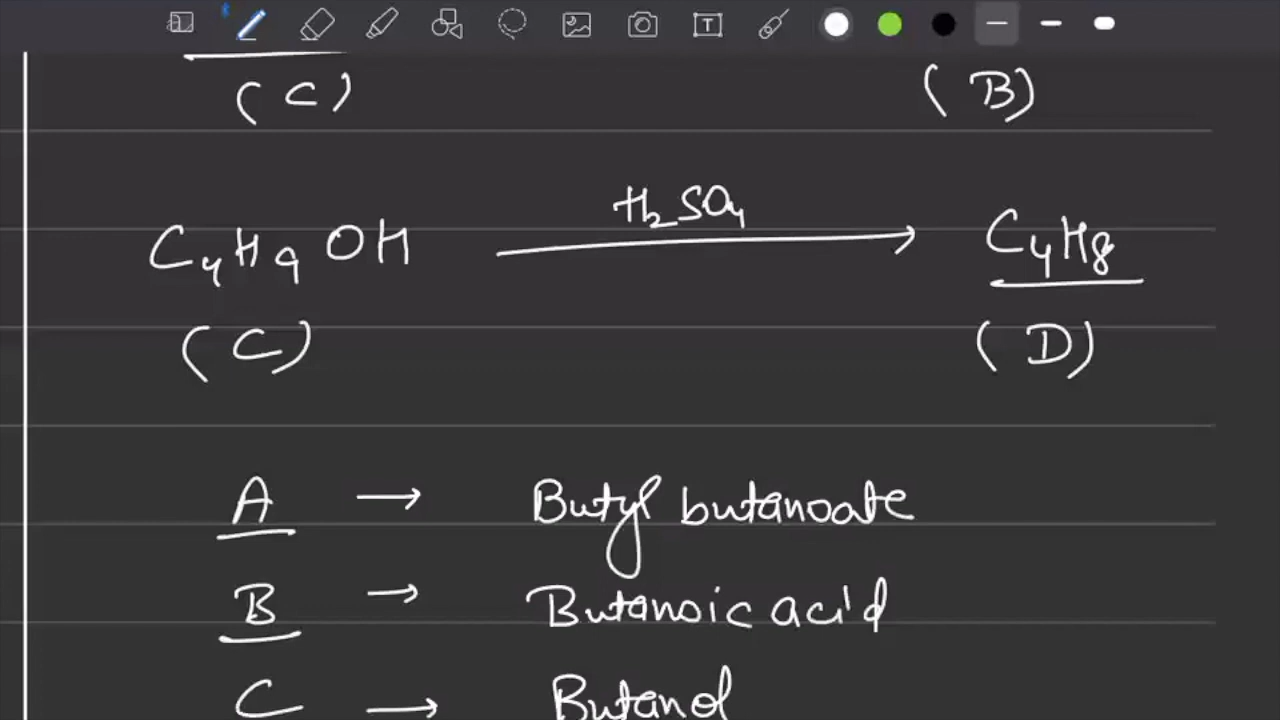 ( C ) ( B )
H₂SO₄
C₄H₉OH ⟶ C₄H₈
( C ) ( D )
A → Butyl butanoate
B → Butanoic acid
C → Butanol